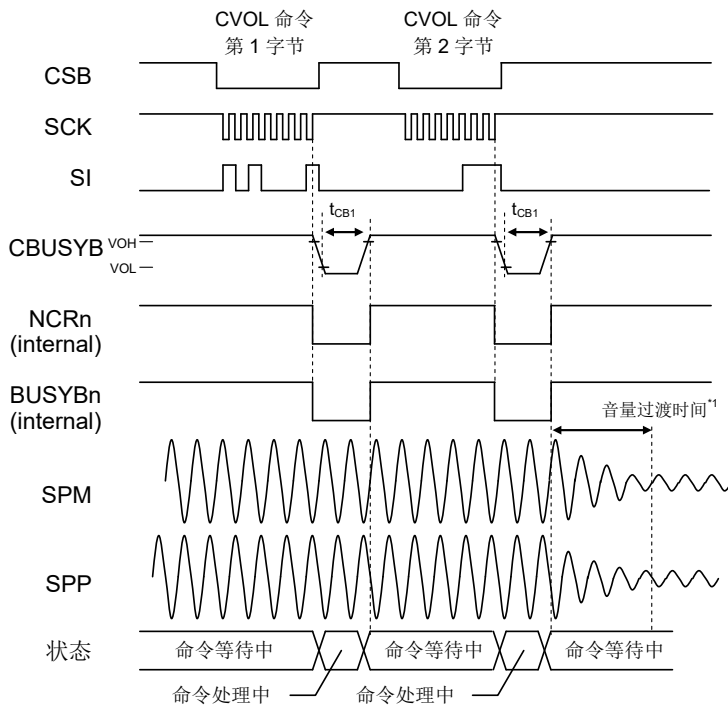 CVOL 命令
第 1 字节
CVOL 命令
第 2 字节
CSB
SCK
SI
tCB1
tCB1
CBUSYB
VOH
VOL
NCRn
(internal)
BUSYBn
(internal)
音量过渡时间*1
SPM
SPP
状态
命令等待中
命令等待中
命令等待中
命令处理中
命令处理中